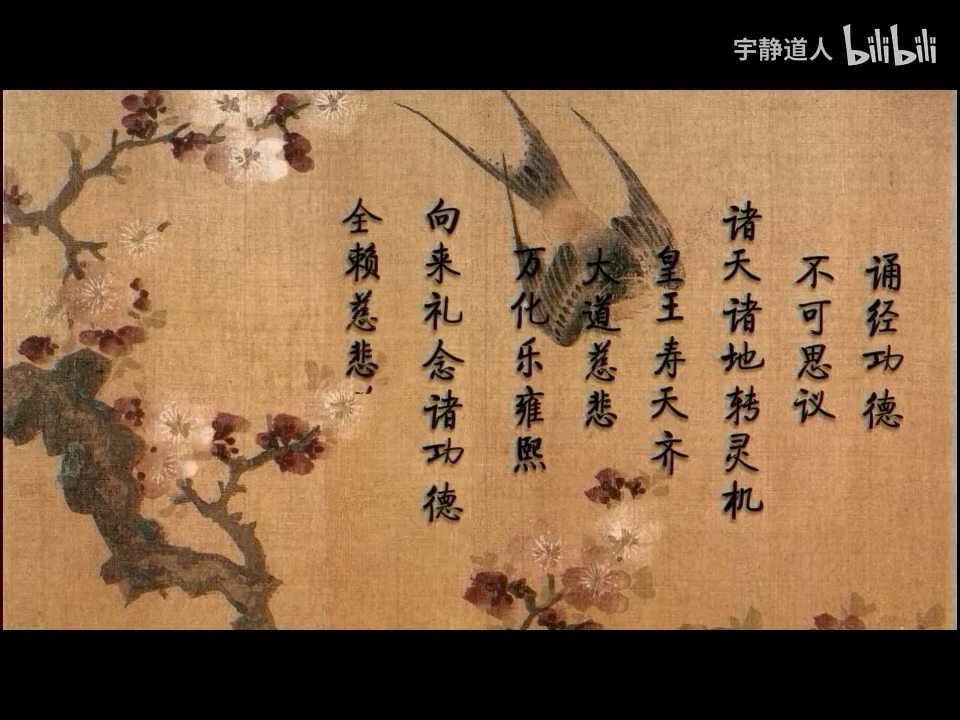 宇静道人 bilibili
诵经功德
不可思议
诸天诸地转灵机
皇王寿天齐
大道慈悲
万化乐雍熙
向来礼念诸功德
全赖慈悲